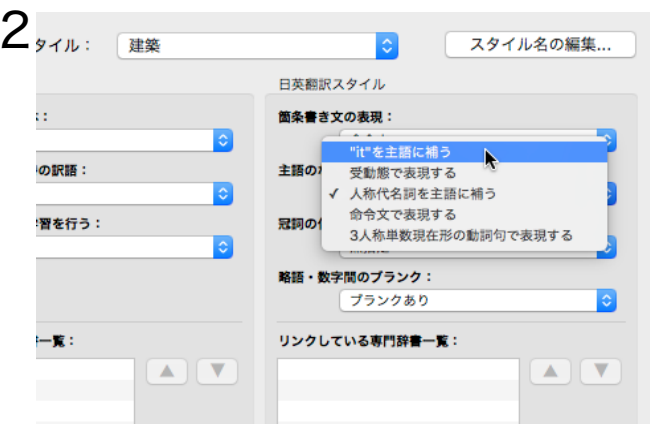 2
タイル： 建築 スタイル名の編集...
日英翻訳スタイル
箇条書き文の表現：
"it"を主語に補う
主語の
受動態で表現する
の訳語：
✓ 人称代名詞を主語に補う
命令文で表現する
習を行う：
冠詞の
3人称単数現在形の動詞句で表現する
略語・数字間のブランク：
ブランクあり
一覧：
リンクしている専門辞書一覧：